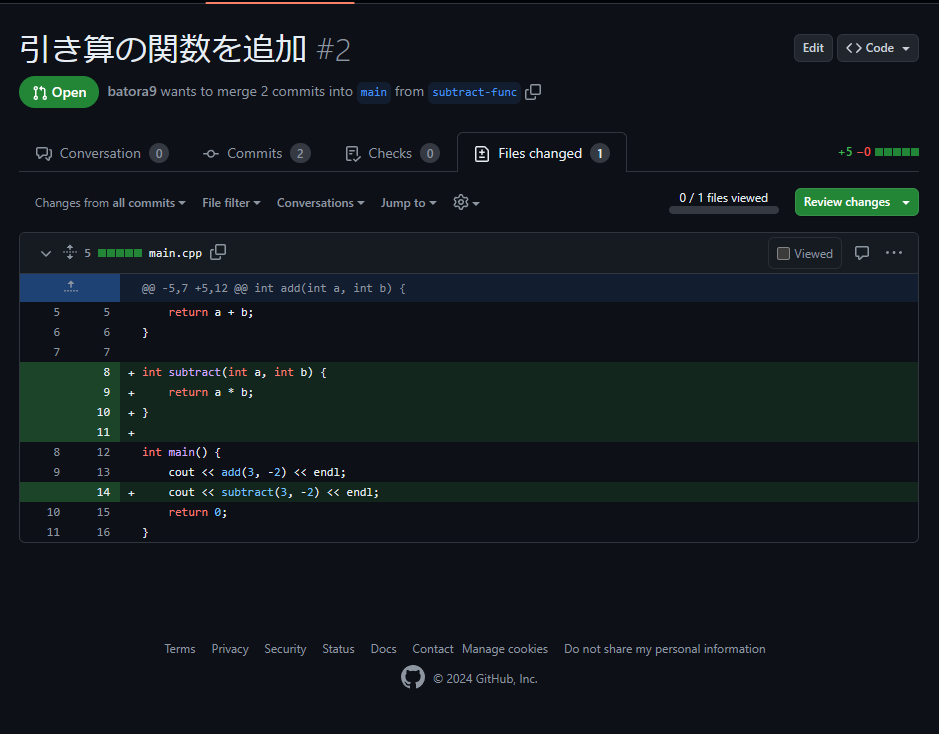 引き算の関数を追加 #2
Edit
Code
Open
batora9 wants to merge 2 commits into main from subtract-func
Conversation 0
Commits 2
Checks 0
Files changed 1
+5 −0
Changes from all commits
File filter
Conversations
Jump to
0 / 1 files viewed
Review changes
5 main.cpp
Viewed
@@ -5,7 +5,12 @@ int add(int a, int b) {
5 5 return a + b;
6 6 }
7 7
8 + int subtract(int a, int b) {
9 + return a * b;
10 + }
11 +
8 12 int main() {
9 13 cout << add(3, -2) << endl;
14 + cout << subtract(3, -2) << endl;
10 15 return 0;
11 16 }
Terms Privacy Security Status Docs Contact Manage cookies Do not share my personal information
© 2024 GitHub, Inc.